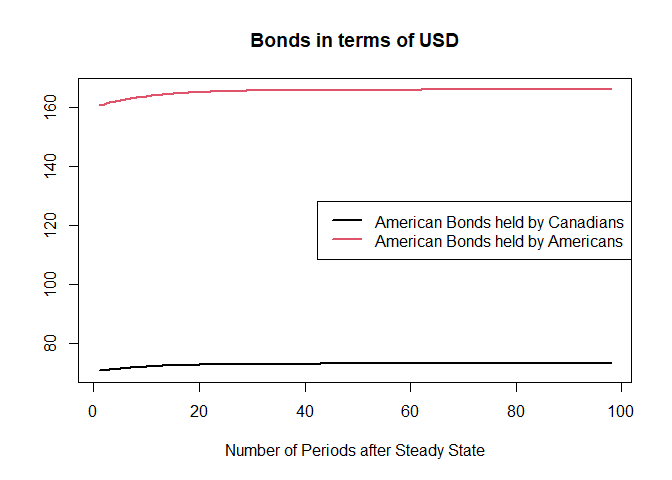 Bonds in terms of USD
160
140
120
100
80
American Bonds held by Canadians
American Bonds held by Americans
0 20 40 60 80 100
Number of Periods after Steady State